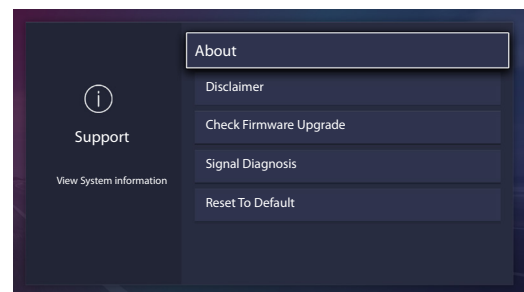 Support
View System information
About
Disclaimer
Check Firmware Upgrade
Signal Diagnosis
Reset To Default